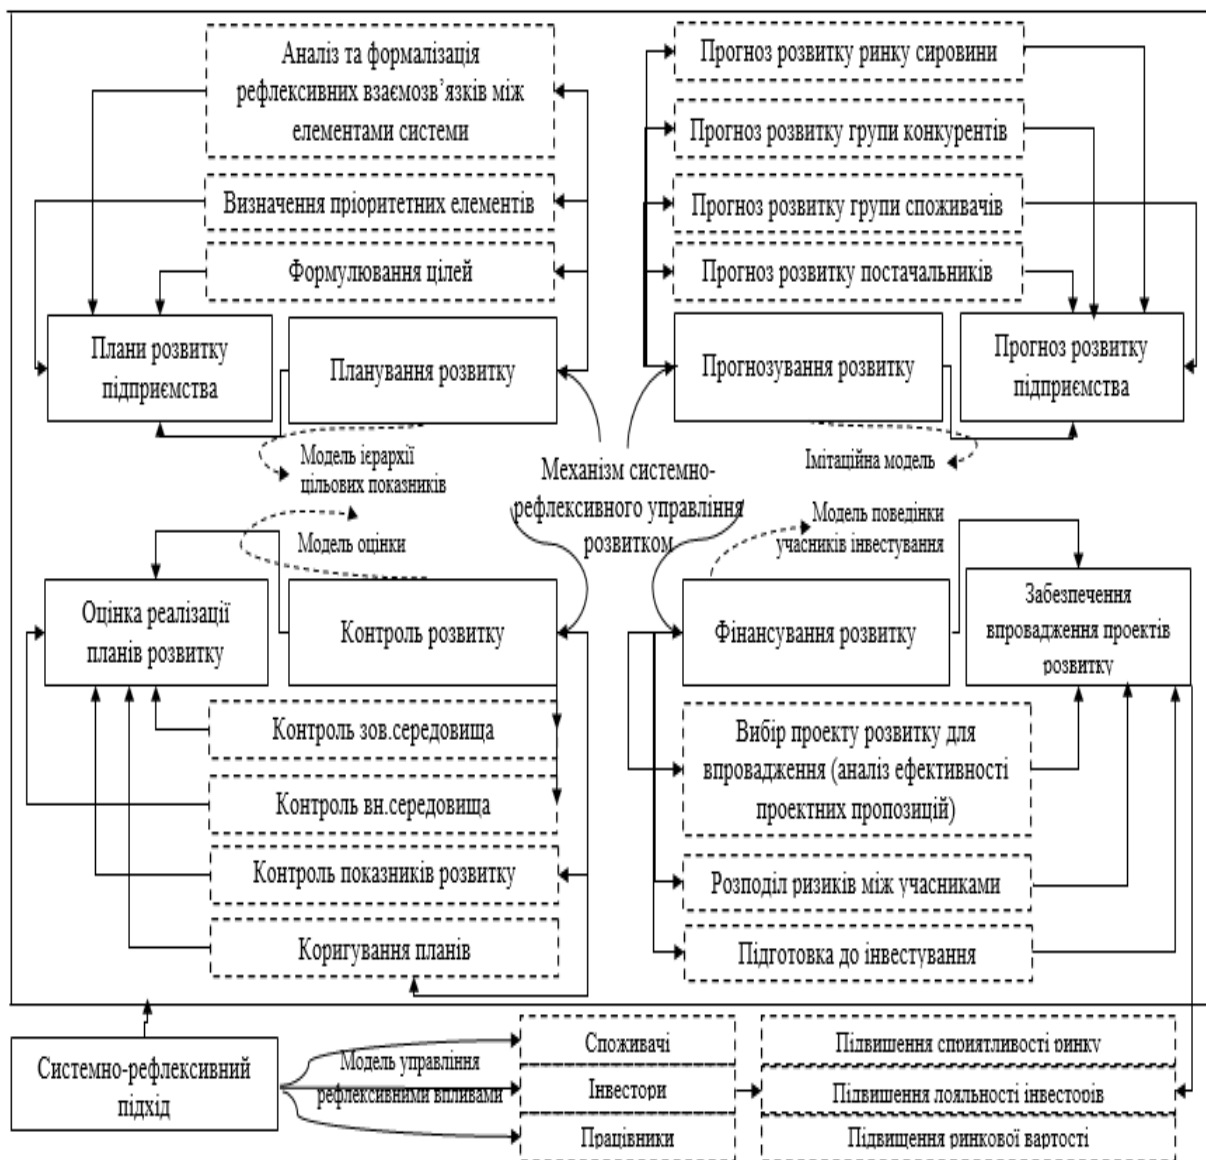 Аналіз та формалізація
рефлексивних взаємозв’язків між
елементами системи
Визначення пріоритетних елементів
Формулювання цілей
Плани розвитку
підприємства
Планування розвитку
Модель ієрархії
цільових показників
Прогноз розвитку ринку сировини
Прогноз розвитку групи конкурентів
Прогноз розвитку групи споживачів
Прогноз розвитку постачальників
Прогнозування розвитку
Прогноз розвитку
підприємства
Імітаційна модель
Механізм системно-
рефлексивного управління
розвитком
Модель оцінки
Оцінка реалізації
планів розвитку
Контроль розвитку
Контроль зов.середовища
Контроль вн.середовища
Контроль показників розвитку
Коригування планів
Модель поведінки
учасників інвестування
Фінансування розвитку
Забезпечення
впровадження проектів
розвитку
Вибір проекту розвитку для
впровадження (аналіз ефективності
проектних пропозицій)
Розподіл ризиків між учасниками
Підготовка до інвестування
Системно-рефлексивний
підхід
Модель управління
рефлексивними впливами
Споживачі
Інвестори
Працівники
Підвишення сприятливості ринку
Підвишення лояльності інвесторів
Підвищення ринкової вартості